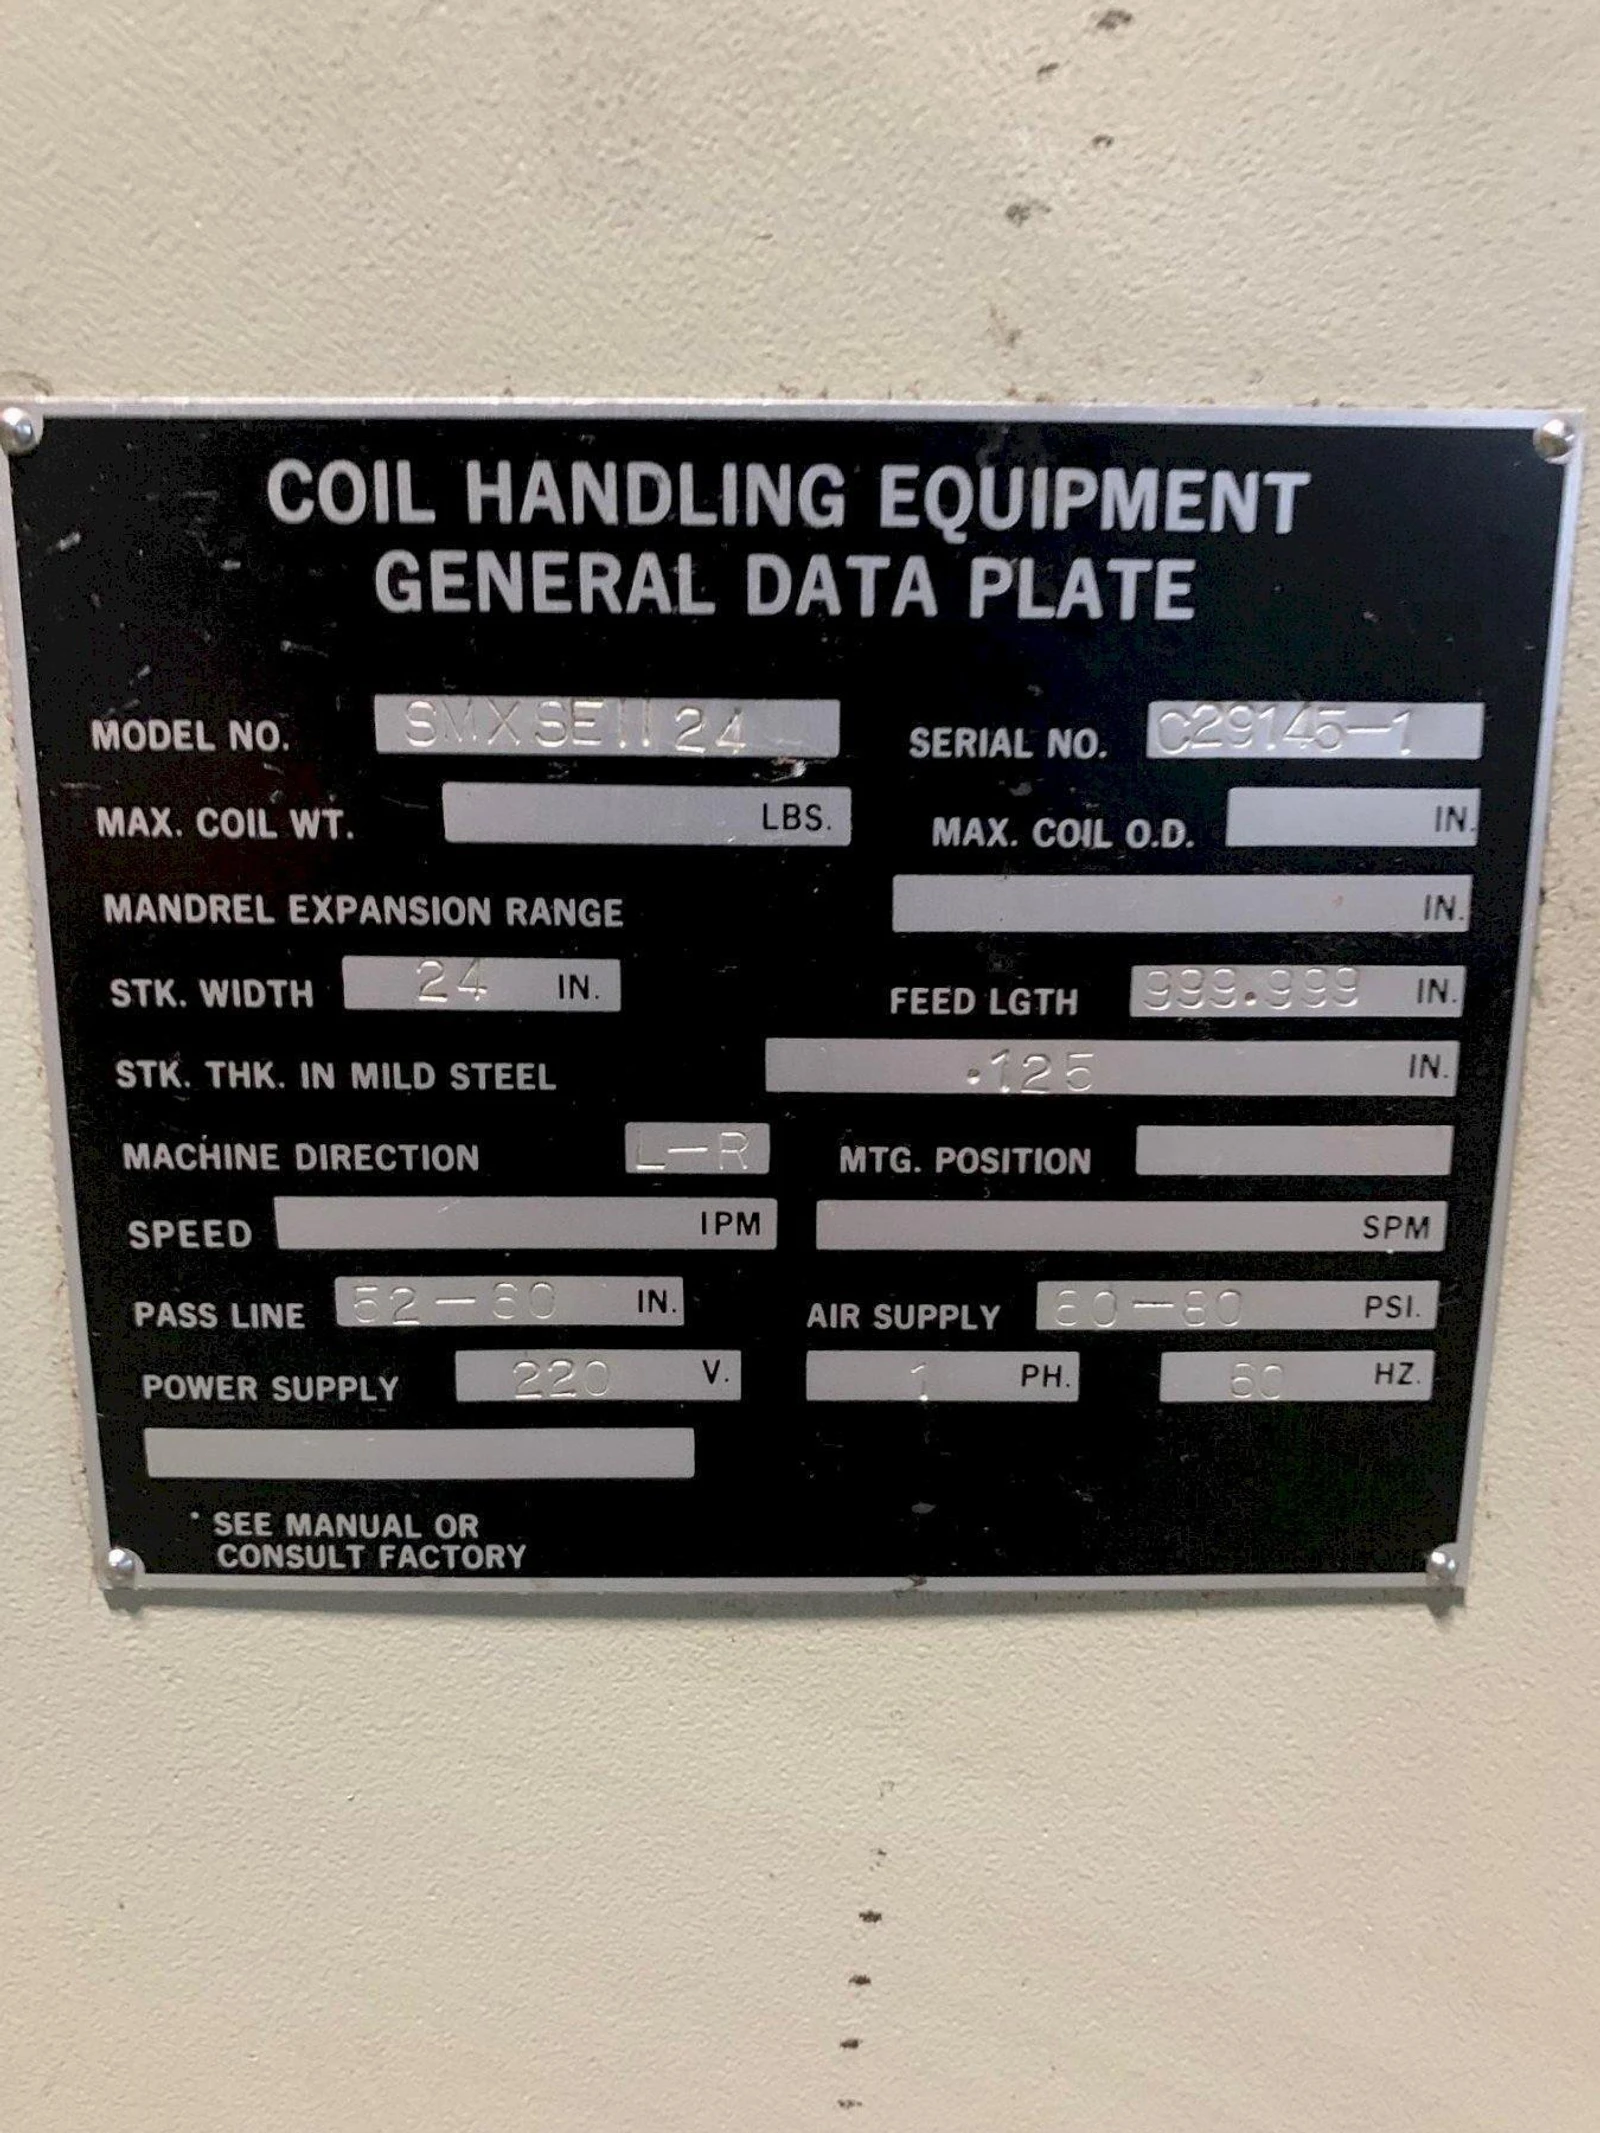 COIL HANDLING EQUIPMENT
GENERAL DATA PLATE
MODEL NO. SMXSEII 24 SERIAL NO. C29145-1
MAX. COIL WT. LBS. MAX. COIL O.D. IN.
MANDREL EXPANSION RANGE IN.
STK. WIDTH 24 IN. FEED LGTH 999.999 IN.
STK. THK. IN MILD STEEL .125 IN.
MACHINE DIRECTION L-R MTG. POSITION
SPEED IPM SPM
PASS LINE 52-60 IN. AIR SUPPLY 60-80 PSI.
POWER SUPPLY 220 V. 1 PH. 60 HZ.
* SEE MANUAL OR
CONSULT FACTORY